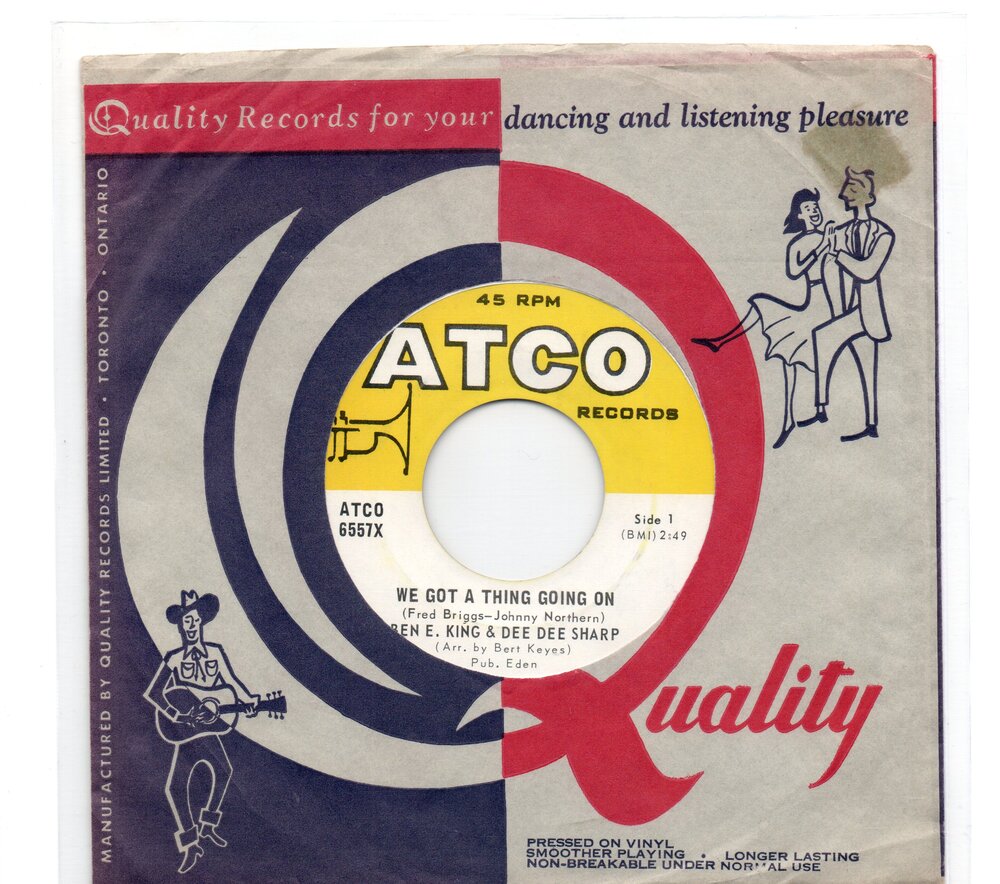 Quality Records for your dancing and listening pleasure
MANUFACTURED BY QUALITY RECORDS LIMITED • TORONTO • ONTARIO
45 RPM
ATCO
RECORDS
ATCO
6557X
Side 1
(BMI) 2:49
WE GOT A THING GOING ON
(Fred Briggs—Johnny Northern)
BEN E. KING & DEE DEE SHARP
(Arr. by Bert Keyes)
Pub. Eden
Quality
PRESSED ON VINYL
SMOOTHER PLAYING • LONGER LASTING
NON-BREAKABLE UNDER NORMAL USE